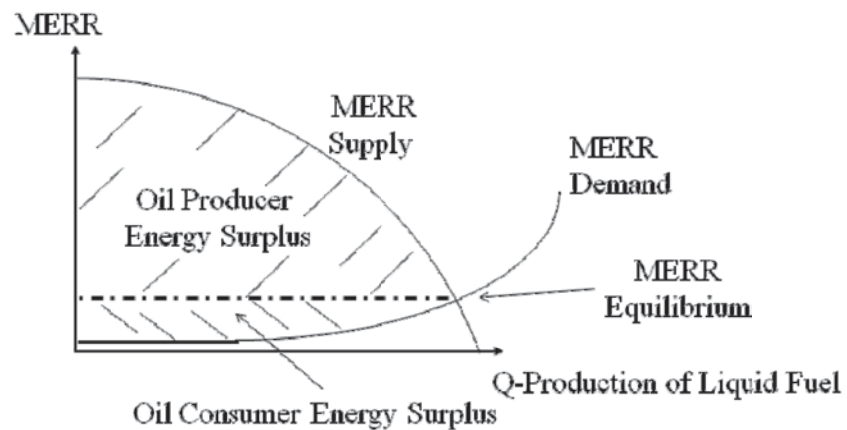 MERR
MERR
Supply
MERR
Demand
Oil Producer
Energy Surplus
MERR
Equilibrium
Q-Production of Liquid Fuel
Oil Consumer Energy Surplus